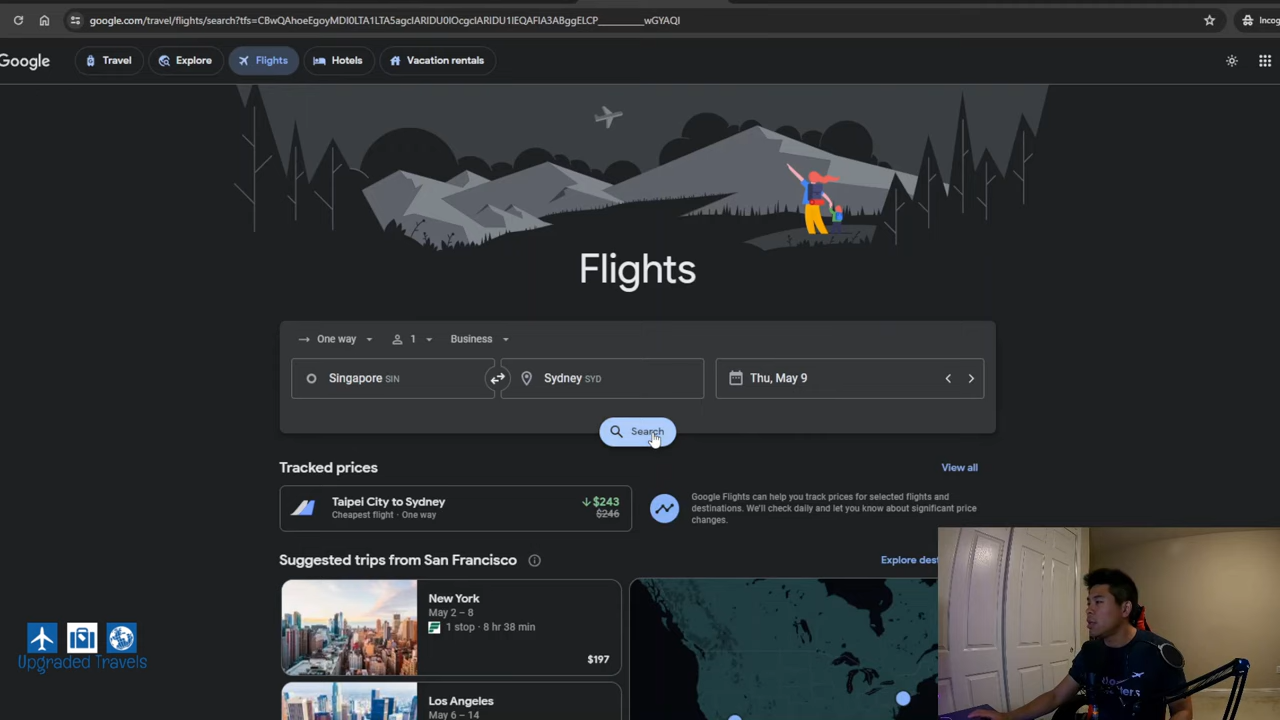 google.com/travel/flights/search?tfs=CBwQAhoeEgoyMDI0LTA1LTA5agcIARIDU0lOcgcIARIDU1lEQAFIA3ABggELCP___________wGYAQI
Incog
Google
Travel
Explore
Flights
Hotels
Vacation rentals
Flights
One way
1
Business
Singapore SIN
Sydney SYD
Thu, May 9
Search
Tracked prices
View all
Taipei City to Sydney
Cheapest flight · One way
$243
$246
Google Flights can help you track prices for selected flights and
destinations. We'll check daily and let you know about significant price
changes.
Suggested trips from San Francisco
Explore dest
New York
May 2 – 8
1 stop · 8 hr 38 min
$197
Los Angeles
May 6 – 14
Upgraded Travels